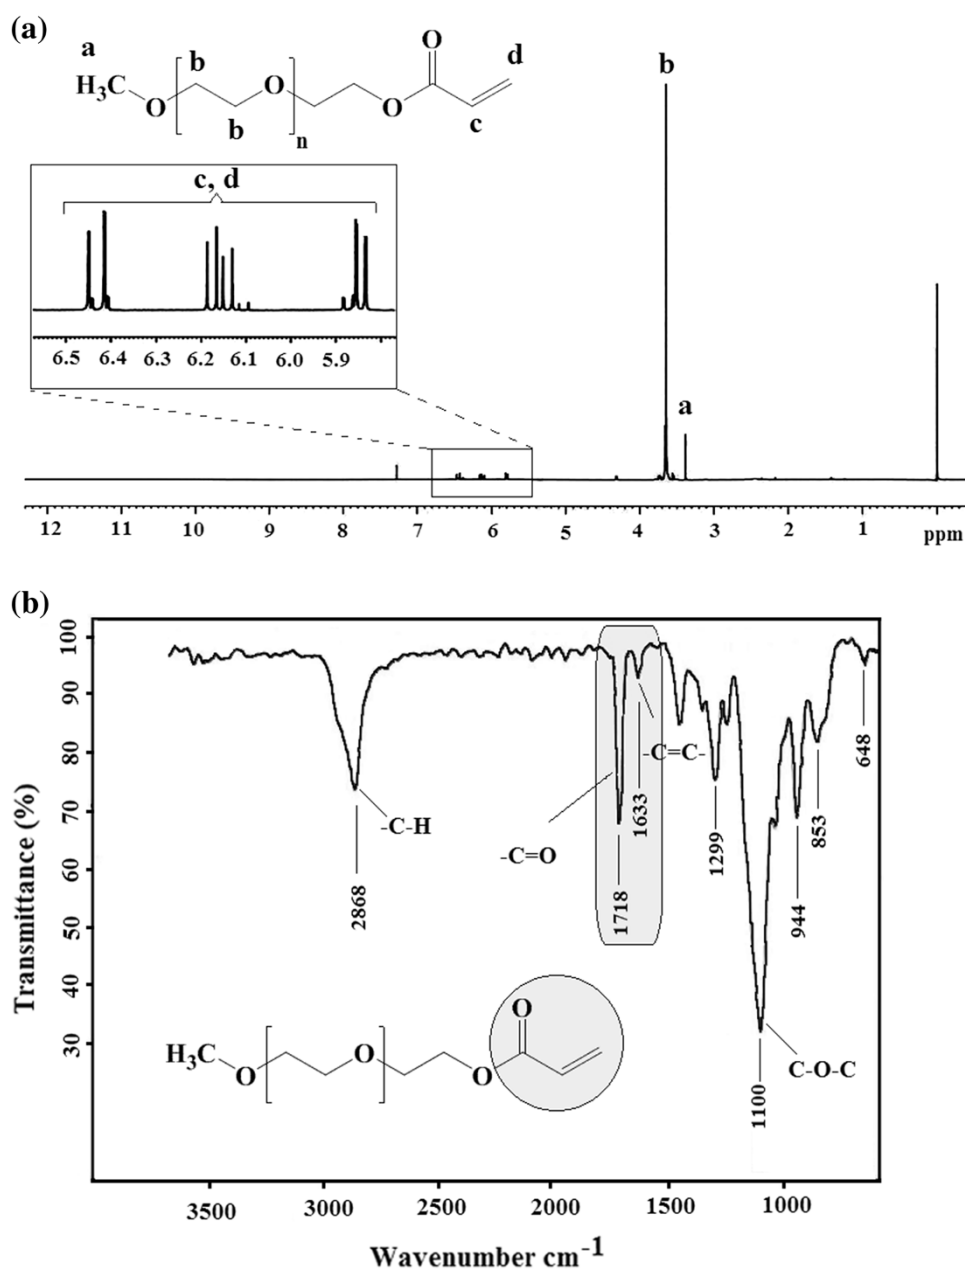 (a)
a
H₃C
O
b
b
O
n
O
O
c
d
c, d
6.5 6.4 6.3 6.2 6.1 6.0 5.9
b
a
12 11 10 9 8 7 6 5 4 3 2 1 ppm
(b)
Transmittance (%)
100
90
80
70
60
50
40
30
-C-H
2868
-C=O
1718
1633
-C=C-
1299
1100
C-O-C
944
853
648
H₃C
O
O
O
O
3500 3000 2500 2000 1500 1000
Wavenumber cm⁻¹